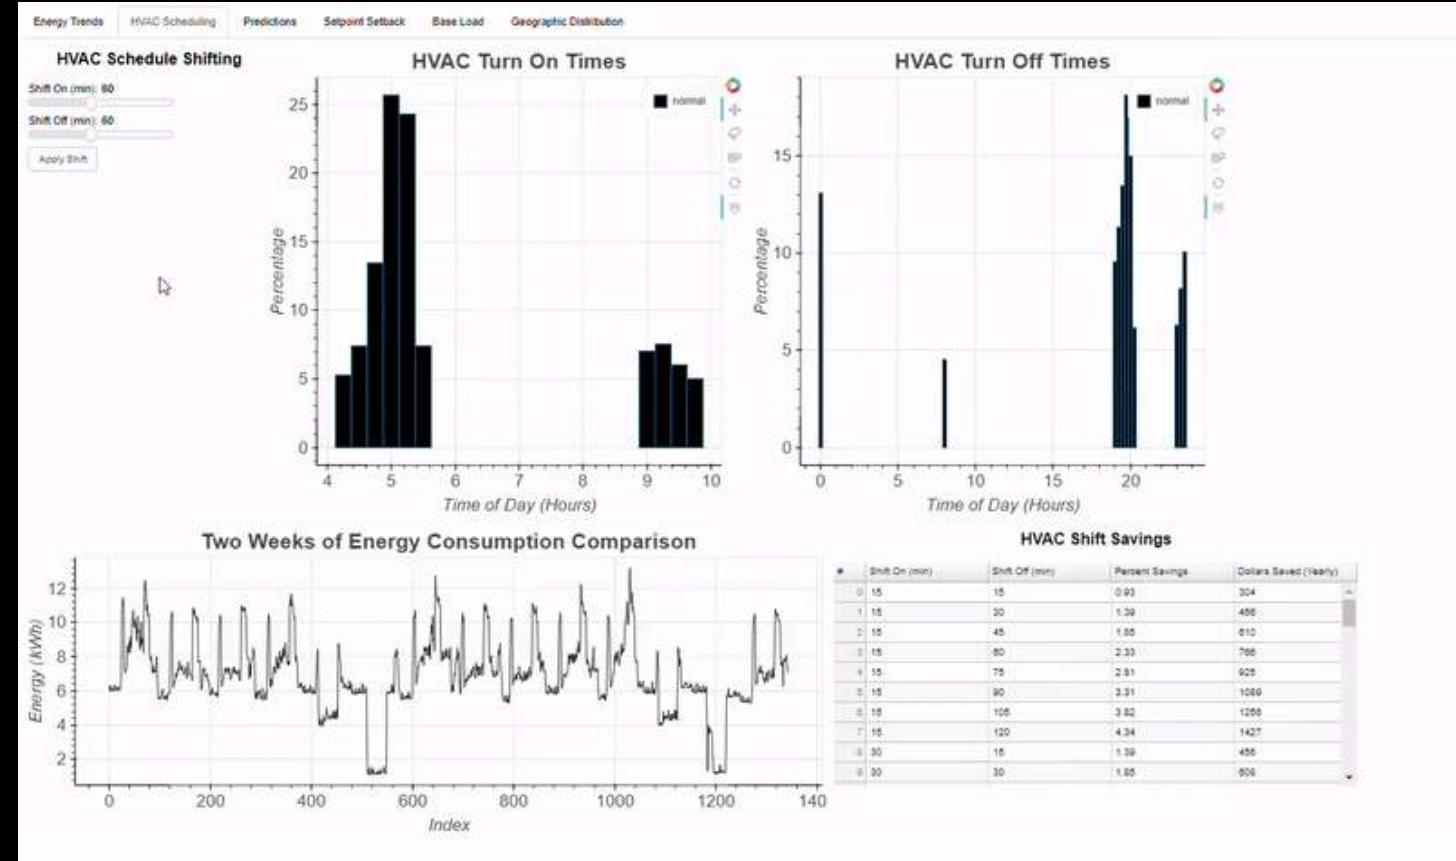 Energy Trends HVAC Scheduling Predictions Setpoint Setback Base Load Geographic Distribution
HVAC Schedule Shifting
Shift On (min): 60
Shift Off (min): 60
Apply Shift
HVAC Turn On Times
normal
25
20
15
10
5
0
Percentage
4 5 6 7 8 9 10
Time of Day (Hours)
HVAC Turn Off Times
normal
15
10
5
0
Percentage
0 5 10 15 20
Time of Day (Hours)
Two Weeks of Energy Consumption Comparison
12
10
8
6
4
2
Energy (kWh)
0 200 400 600 800 1000 1200 140
Index
HVAC Shift Savings
# Shift On (min) Shift Off (min) Percent Savings Dollars Saved (Yearly)
0 15 15 0.93 304
1 15 30 1.39 456
2 15 45 1.85 610
3 15 60 2.33 766
4 15 75 2.81 925
5 15 90 3.31 1089
6 15 105 3.82 1256
7 15 120 4.34 1427
8 30 15 1.39 456
9 30 30 1.85 608